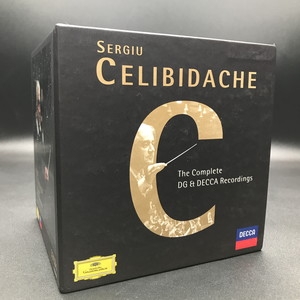 SERGIU
CELIBIDACHE
C
The Complete
DG & DECCA Recordings
DECCA